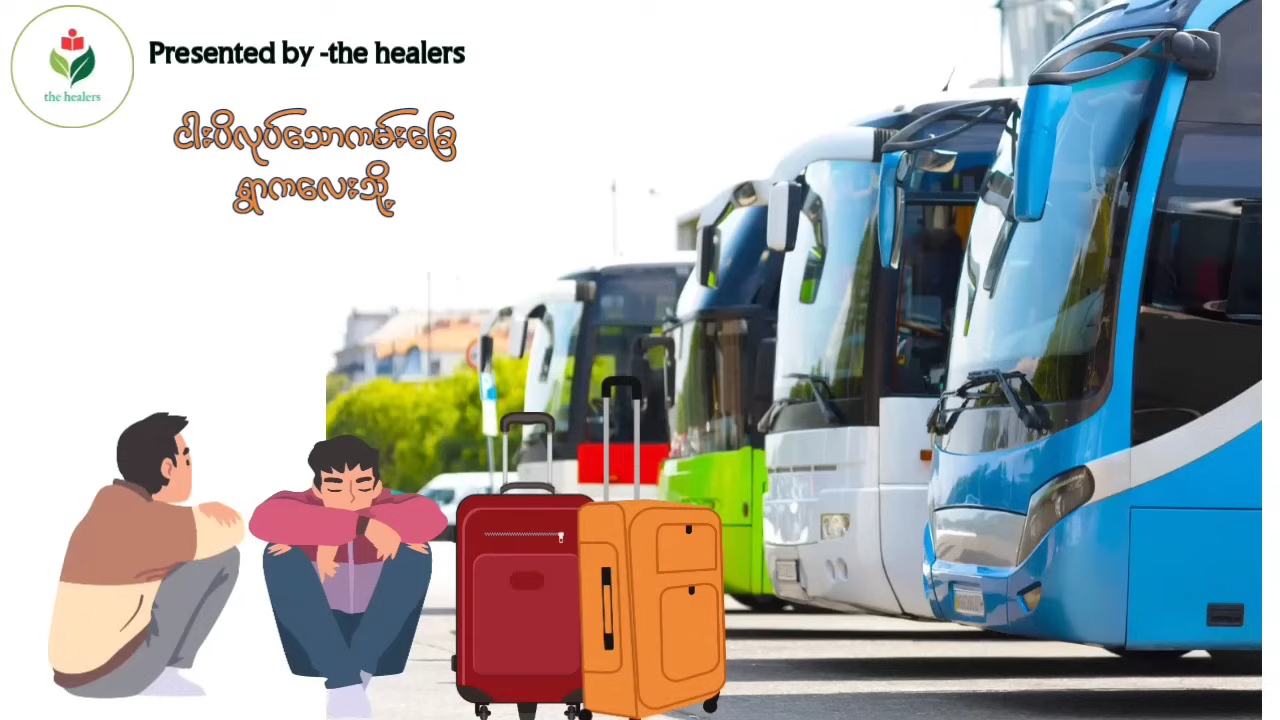 the healers
Presented by -the healers
ငါးပိလုပ်သောကမ်းခြေ
ရွာကလေးသို့